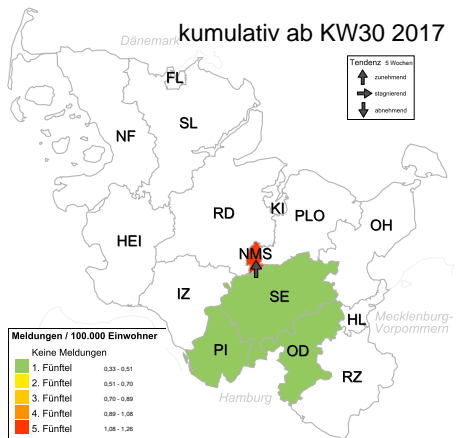 kumulativ ab KW30 2017
Dänemark
Tendenz 5 Wochen
zunehmend
stagnierend
abnehmend
FL
SL
NF
RD
KI
PLO
OH
HEI
NMS
IZ
SE
HL
Mecklenburg-
Vorpommern
PI
OD
RZ
Hamburg
Meldungen / 100.000 Einwohner
Keine Meldungen
1. Fünftel 0,33 - 0,51
2. Fünftel 0,51 - 0,70
3. Fünftel 0,70 - 0,89
4. Fünftel 0,89 - 1,08
5. Fünftel 1,08 - 1,26